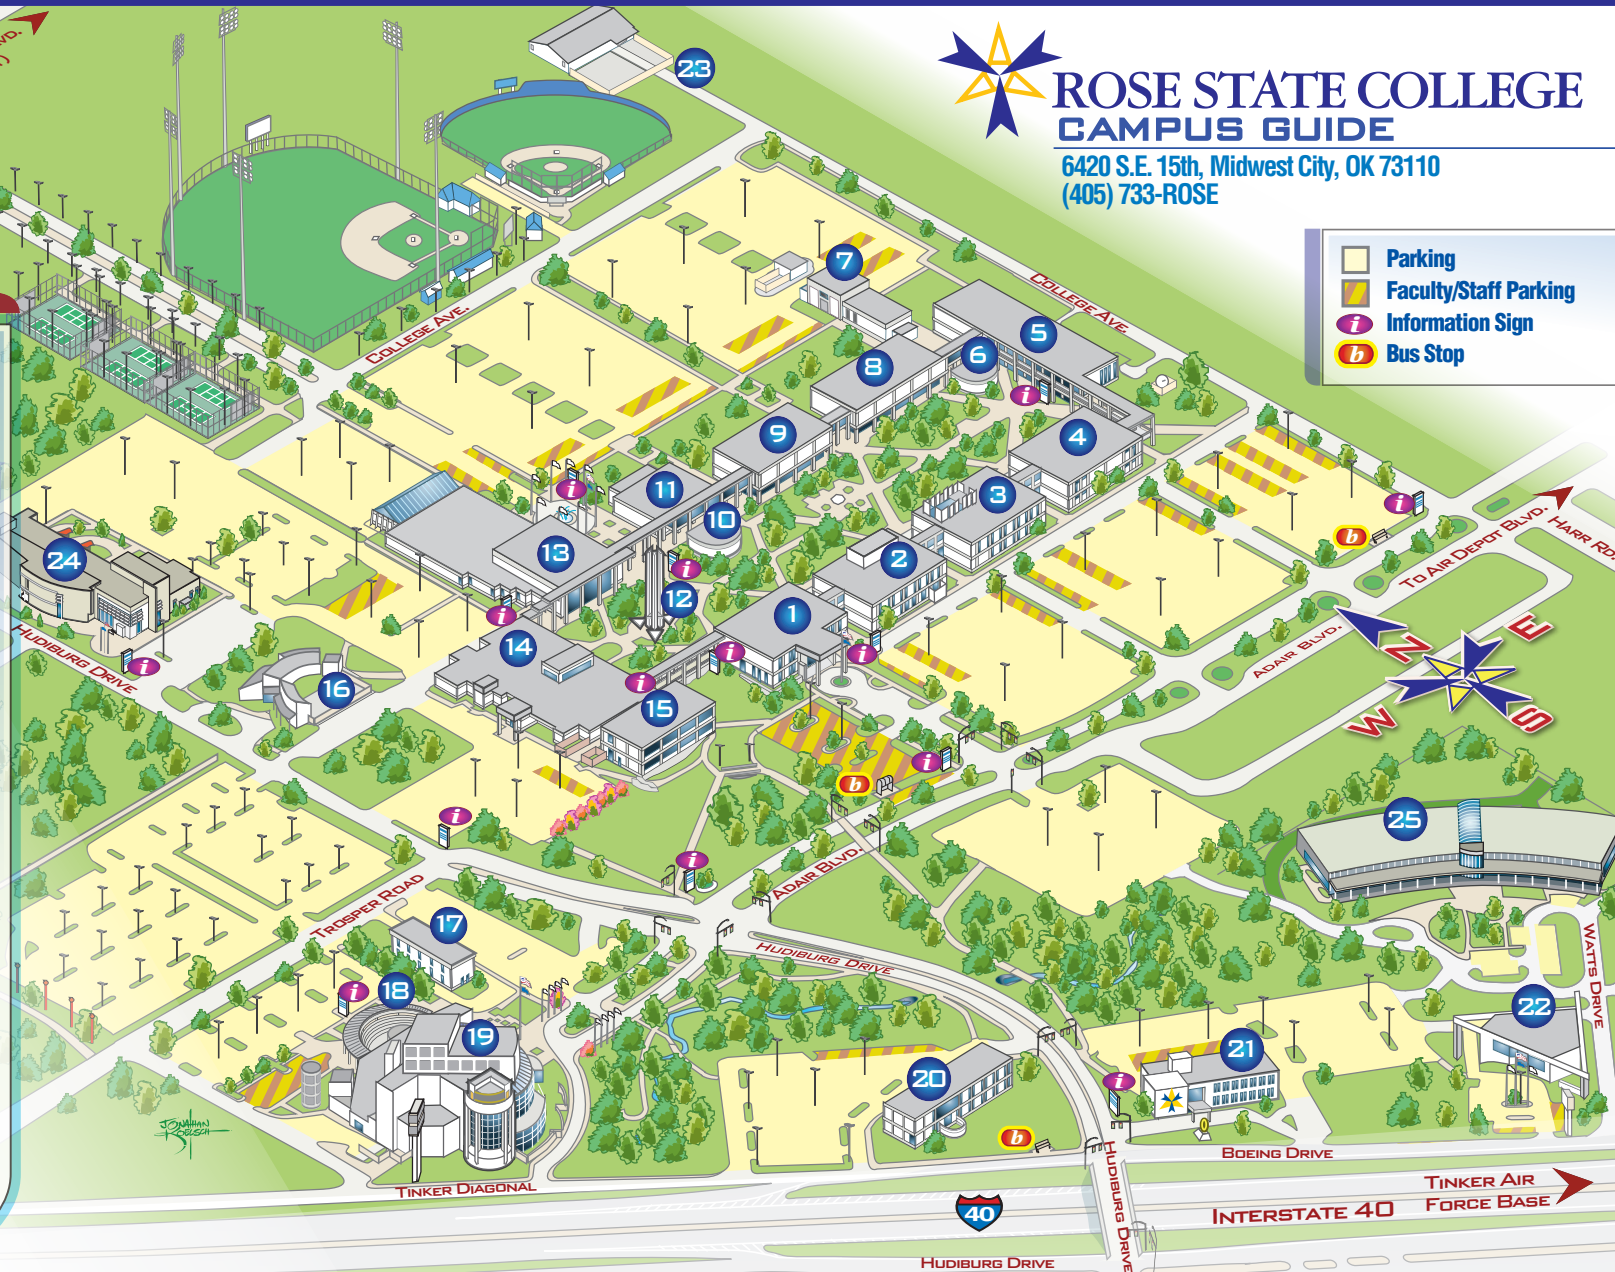 VD.
ROSE STATE COLLEGE
CAMPUS GUIDE
6420 S.E. 15th, Midwest City, OK 73110
(405) 733-ROSE
Parking
Faculty/Staff Parking
i Information Sign
b Bus Stop
23
7
COLLEGE AVE.
COLLEGE AVE.
5
6
8
i
9
4
11
i
3
i
10
b
TO AIR DEPOT BLVD.
HARR RO
13
2
24
i
12
i
1
14
N
E
W
S
ADAIR BLVD.
HUDIBURG DRIVE
i
i
i
i
16
15
i
b
i
25
i
ADAIR BLVD.
TROSPER ROAD
17
HUDIBURG DRIVE
WATTS DRIVE
18
i
19
22
21
20
i
JONATHAN
ROELSCH
b
HUDIBURG DRIVE
BOEING DRIVE
TINKER DIAGONAL
40
INTERSTATE 40
TINKER AIR
FORCE BASE
HUDIBURG DRIVE